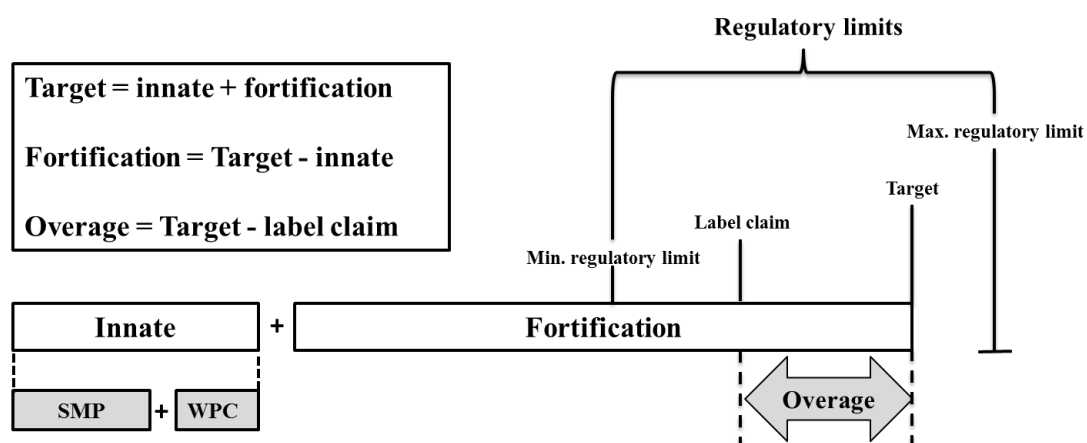 Regulatory limits
Target = innate + fortification
Fortification = Target - innate
Overage = Target - label claim
Max. regulatory limit
Target
Label claim
Min. regulatory limit
Innate + Fortification
SMP + WPC
Overage